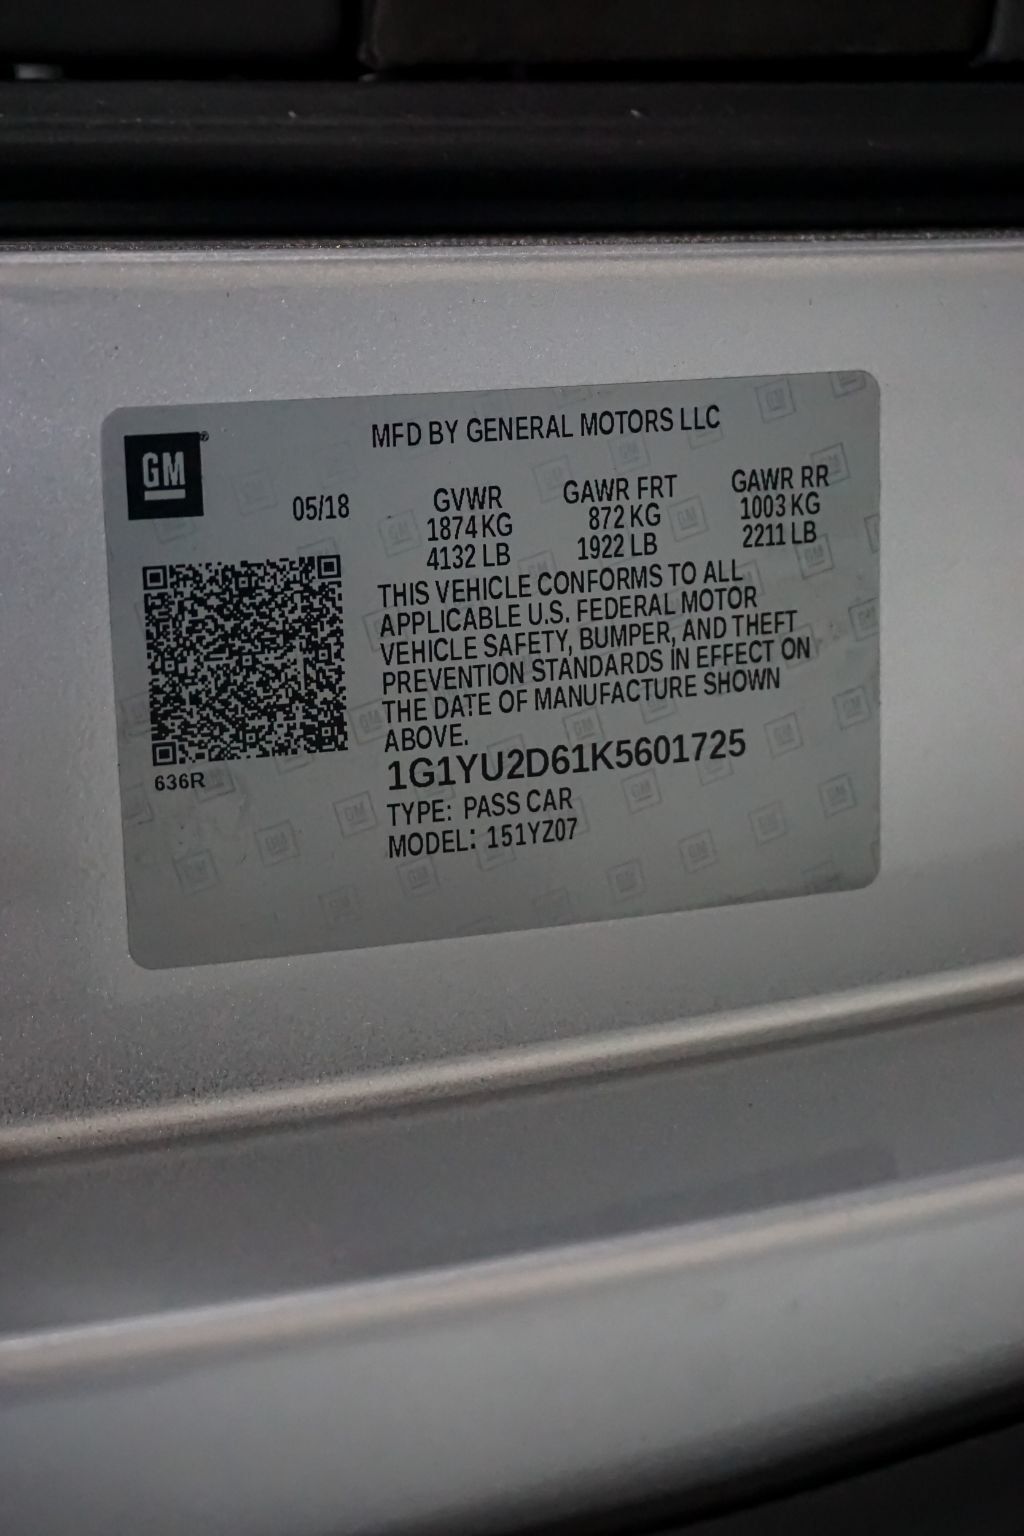 MFD BY GENERAL MOTORS LLC
GM®
05/18
GVWR
1874 KG
4132 LB
GAWR FRT
872 KG
1922 LB
GAWR RR
1003 KG
2211 LB
THIS VEHICLE CONFORMS TO ALL
APPLICABLE U.S. FEDERAL MOTOR
VEHICLE SAFETY, BUMPER, AND THEFT
PREVENTION STANDARDS IN EFFECT ON
THE DATE OF MANUFACTURE SHOWN
ABOVE.
636R
1G1YU2D61K5601725
TYPE: PASS CAR
MODEL: 151YZ07